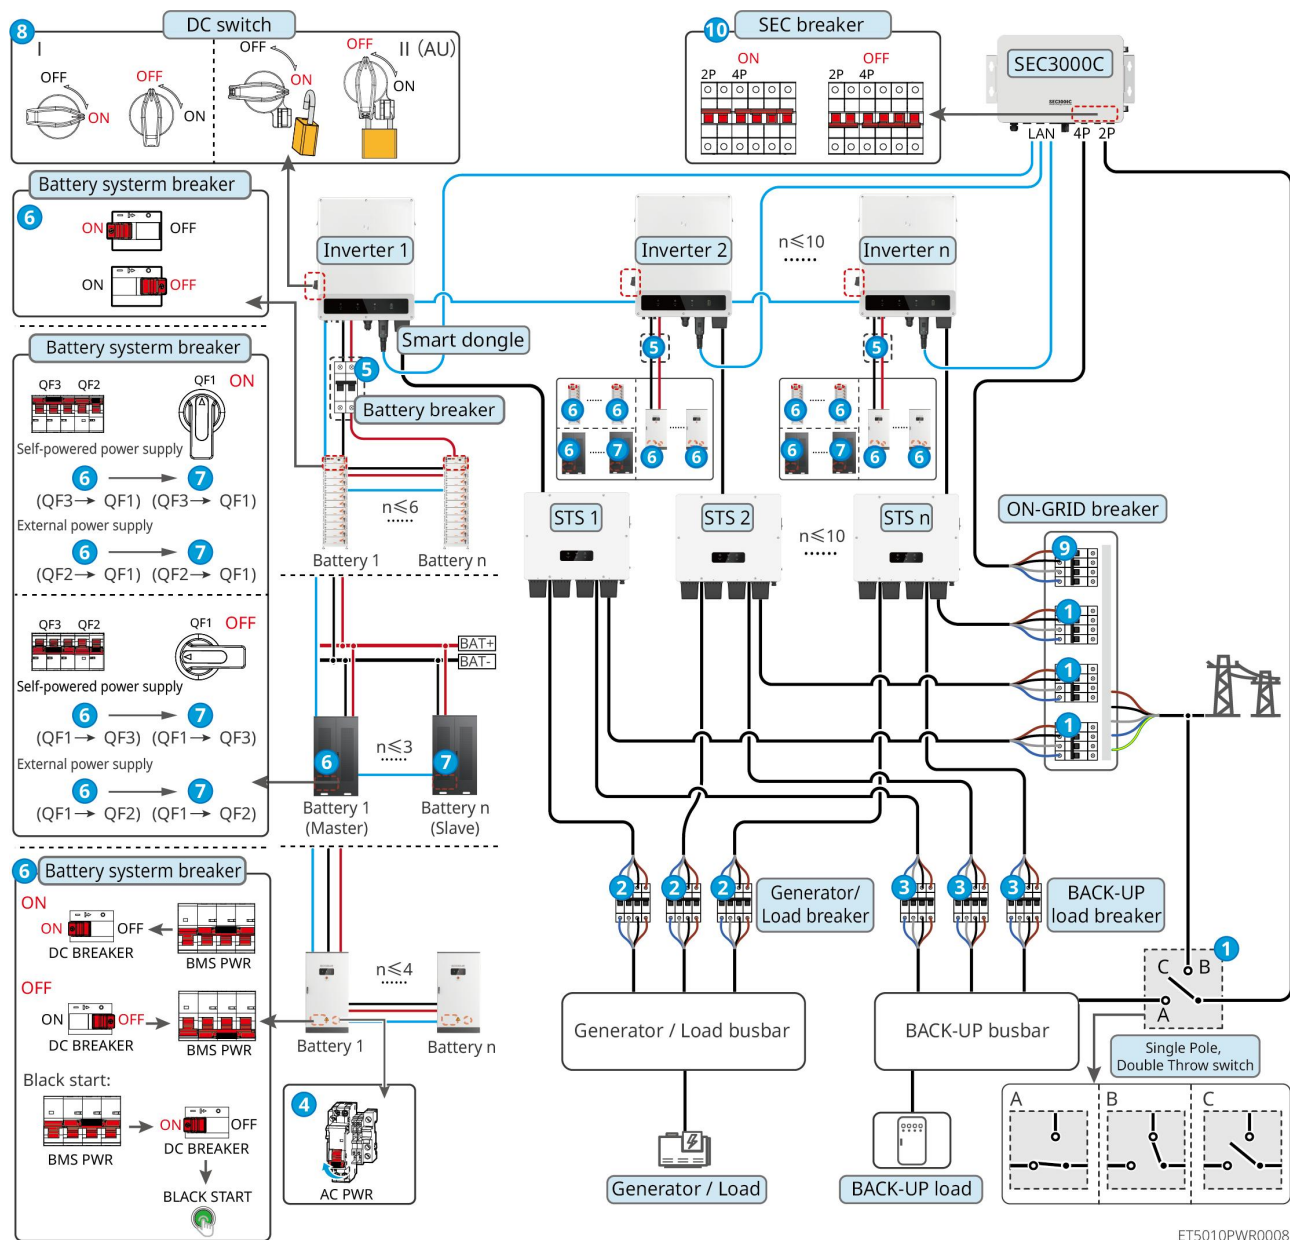 8
DC switch
I
OFF
ON
OFF
ON
OFF
ON
II (AU)
OFF
ON
10
SEC breaker
ON
2P 4P
OFF
2P 4P
SEC3000C
SEC3000C
LAN 4P 2P
Battery systerm breaker
6
ON OFF
ON OFF
Inverter 1
Inverter 2
n≤10
......
Inverter n
Smart dongle
5
5
5
Battery breaker
Battery systerm breaker
QF3 QF2
QF1
ON
Self-powered power supply
6 7
(QF3→ QF1) (QF3→ QF1)
External power supply
6 7
(QF2→ QF1) (QF2→ QF1)
QF3 QF2
QF1
OFF
Self-powered power supply
6 7
(QF1→ QF3) (QF1→ QF3)
External power supply
6 7
(QF1→ QF2) (QF1→ QF2)
n≤6
......
Battery 1
Battery n
...... ......
6 6
6 7 6 6
...... ......
...... ......
6 6
6 7 6 6
...... ......
STS 1
STS 2
n≤10
......
STS n
ON-GRID breaker
9
1
1
1
BAT+
BAT-
6
n≤3
......
7
Battery 1
(Master)
Battery n
(Slave)
6
Battery systerm breaker
ON
ON OFF
DC BREAKER
BMS PWR
OFF
ON OFF
DC BREAKER
BMS PWR
Black start:
BMS PWR
ON OFF
DC BREAKER
BLACK START
n≤4
......
Battery 1
Battery n
4
AC PWR
2
2
2
Generator/
Load breaker
3
3
3
BACK-UP
load breaker
Generator / Load busbar
BACK-UP busbar
Generator / Load
BACK-UP load
1
C B
A
Single Pole,
Double Throw switch
A B C
ET5010PWR0008